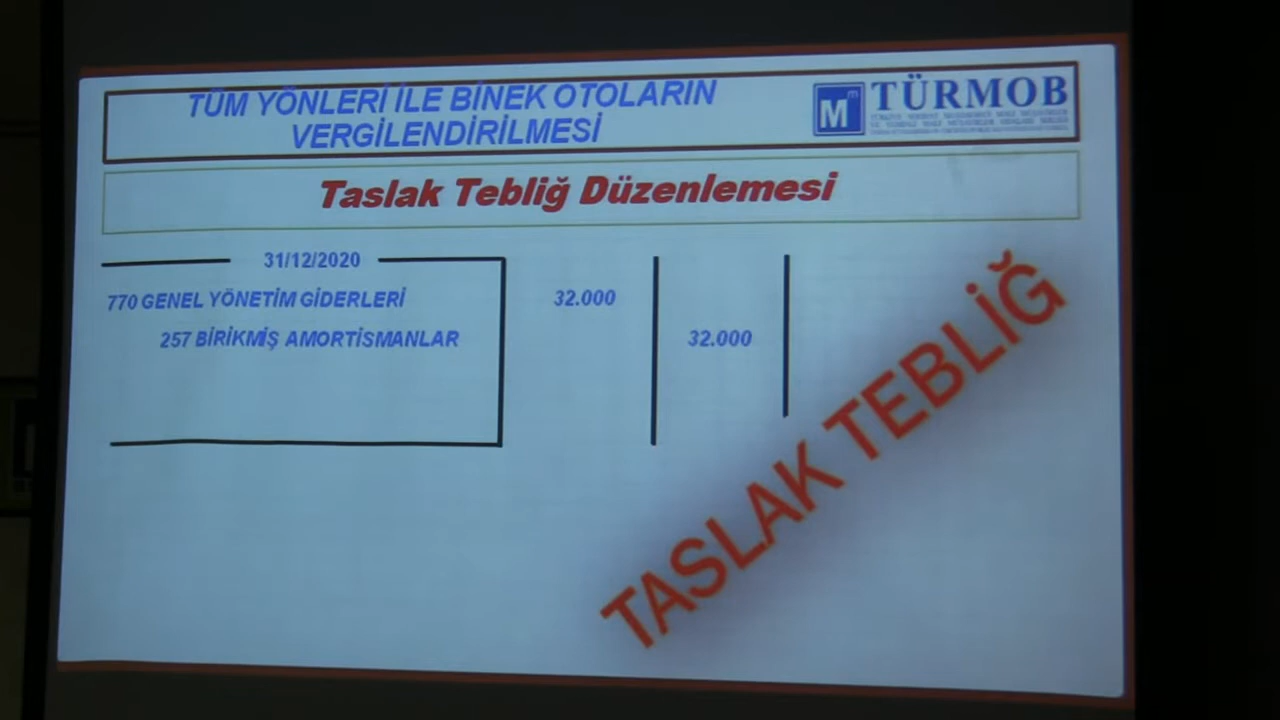 TÜM YÖNLERİ İLE BİNEK OTOLARIN
VERGİLENDİRİLMESİ
M m
TÜRMOB
Taslak Tebliğ Düzenlemesi
31/12/2020
770 GENEL YÖNETİM GİDERLERİ 32.000
257 BİRİKMİŞ AMORTİSMANLAR 32.000
TASLAK TEBLİĞ